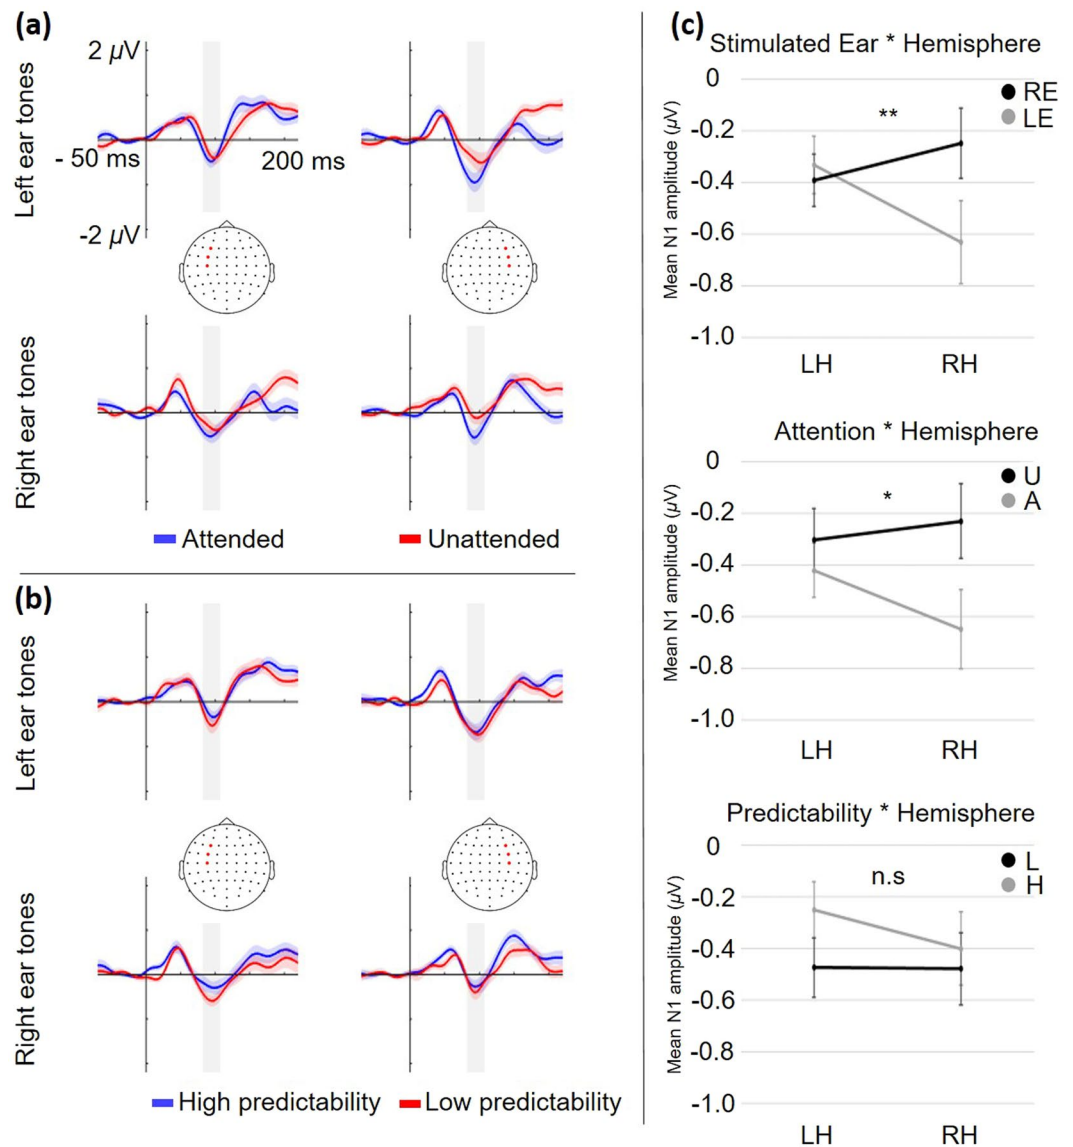 (a)
2 µV
Left ear tones
- 50 ms
200 ms
-2 µV
Right ear tones
Attended
Unattended
(b)
Left ear tones
Right ear tones
High predictability
Low predictability
(c)
Stimulated Ear * Hemisphere
0
RE
LE
**
-0.2
-0.4
-0.6
-0.8
-1.0
Mean N1 amplitude (µV)
LH
RH
Attention * Hemisphere
0
U
A
*
-0.2
-0.4
-0.6
-0.8
-1.0
Mean N1 amplitude (µV)
LH
RH
Predictability * Hemisphere
0
L
H
n.s
-0.2
-0.4
-0.6
-0.8
-1.0
Mean N1 amplitude (µV)
LH
RH